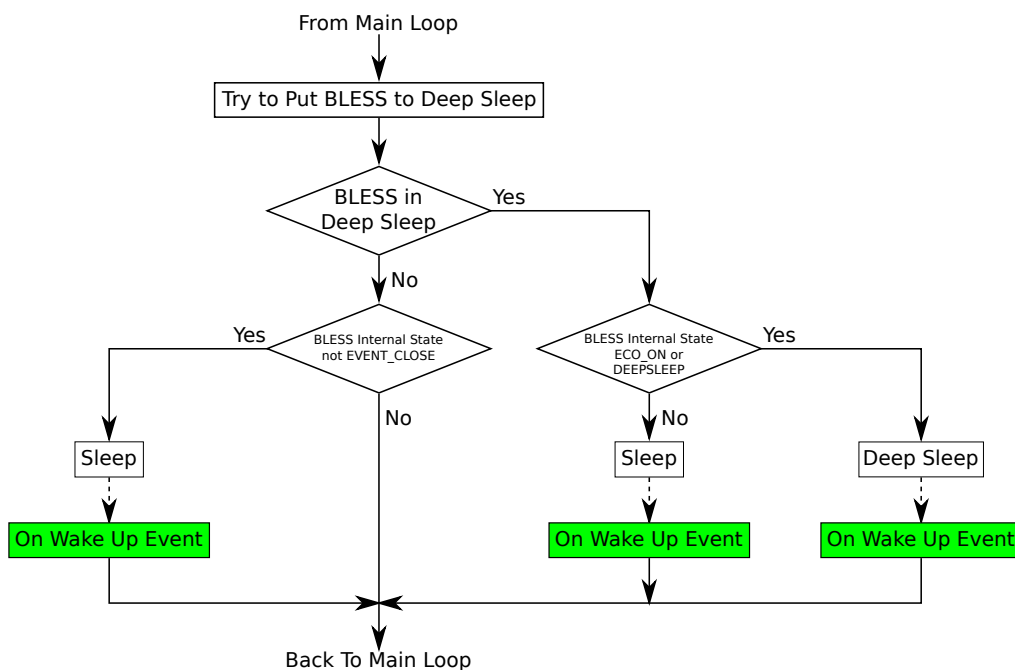 From Main Loop
Try to Put BLESS to Deep Sleep
BLESS in
Deep Sleep
Yes
No
Yes
BLESS Internal State
not EVENT_CLOSE
BLESS Internal State
ECO_ON or
DEEPSLEEP
Yes
No
No
Sleep
Sleep
Deep Sleep
On Wake Up Event
On Wake Up Event
On Wake Up Event
Back To Main Loop